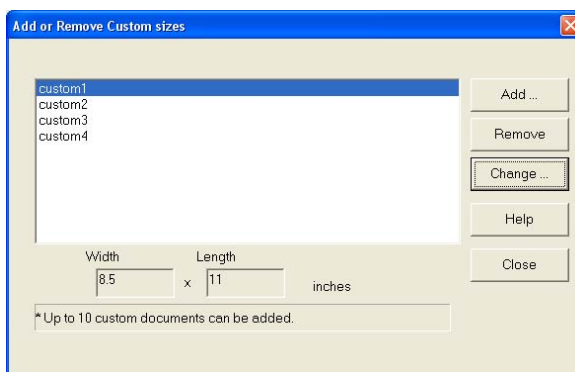 Add or Remove Custom sizes
custom1
custom2
custom3
custom4
Add ...
Remove
Change ...
Help
Close
Width Length
8.5 x 11 inches
* Up to 10 custom documents can be added.